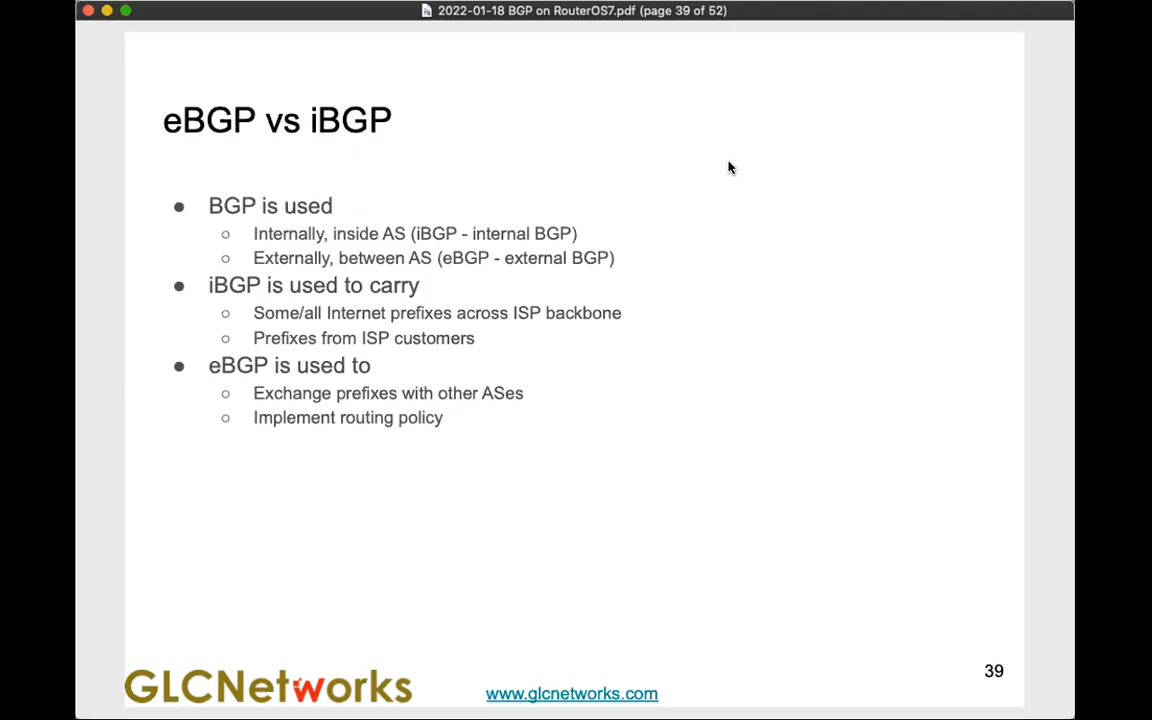 2022-01-18 BGP on RouterOS7.pdf (page 39 of 52)
eBGP vs iBGP
● BGP is used
○ Internally, inside AS (iBGP - internal BGP)
○ Externally, between AS (eBGP - external BGP)
● iBGP is used to carry
○ Some/all Internet prefixes across ISP backbone
○ Prefixes from ISP customers
● eBGP is used to
○ Exchange prefixes with other ASes
○ Implement routing policy
39
GLCNetworks
www.glcnetworks.com